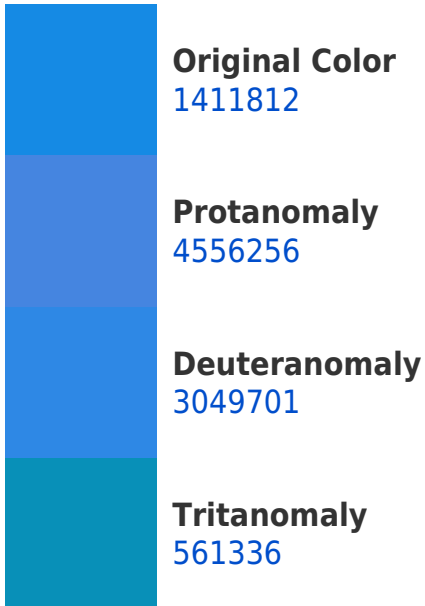 Original Color
1411812
Protanomaly
4556256
Deuteranomaly
3049701
Tritanomaly
561336